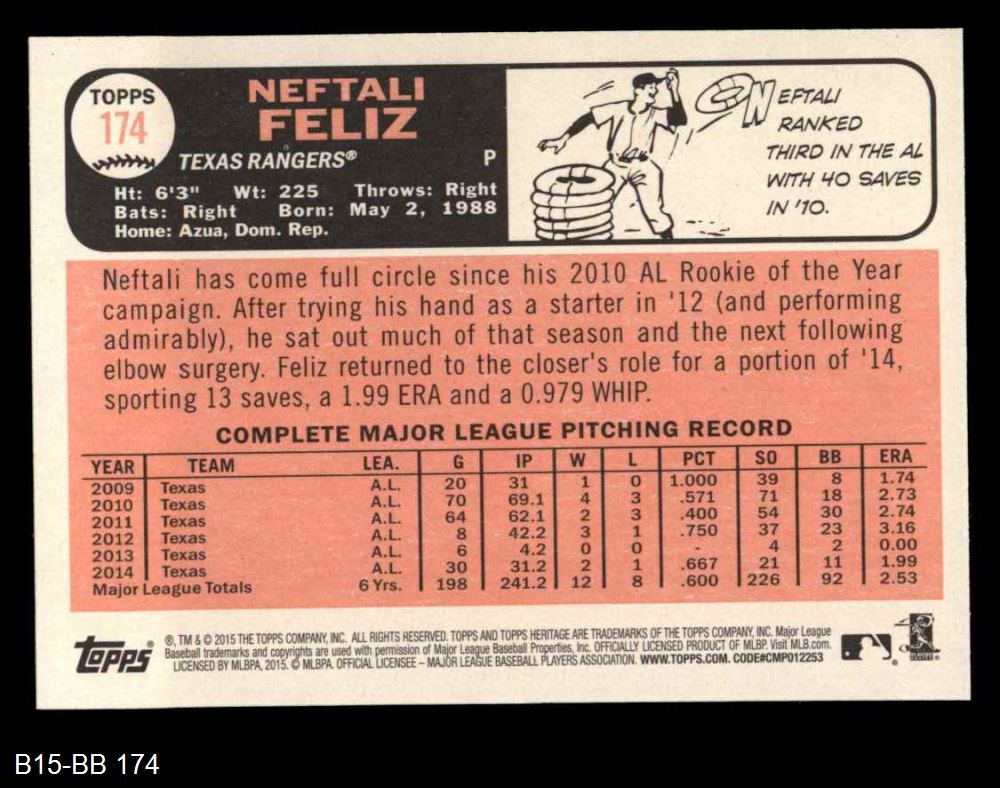 TOPPS
174
NEFTALI
FELIZ
TEXAS RANGERS® P
Ht: 6'3" Wt: 225 Throws: Right
Bats: Right Born: May 2, 1988
Home: Azua, Dom. Rep.
NEFTALI
RANKED
THIRD IN THE AL
WITH 40 SAVES
IN '10.
Neftali has come full circle since his 2010 AL Rookie of the Year
campaign. After trying his hand as a starter in '12 (and performing
admirably), he sat out much of that season and the next following
elbow surgery. Feliz returned to the closer's role for a portion of '14,
sporting 13 saves, a 1.99 ERA and a 0.979 WHIP.
COMPLETE MAJOR LEAGUE PITCHING RECORD
YEAR TEAM LEA. G IP W L PCT SO BB ERA
2009 Texas A.L. 20 31 1 0 1.000 39 8 1.74
2010 Texas A.L. 70 69.1 4 3 .571 71 18 2.73
2011 Texas A.L. 64 62.1 2 3 .400 54 30 2.74
2012 Texas A.L. 8 42.2 3 1 .750 37 23 3.16
2013 Texas A.L. 6 4.2 0 0 - 4 2 0.00
2014 Texas A.L. 30 31.2 2 1 .667 21 11 1.99
Major League Totals 6 Yrs. 198 241.2 12 8 .600 226 92 2.53
Topps®
®, TM & © 2015 THE TOPPS COMPANY, INC. ALL RIGHTS RESERVED. TOPPS AND TOPPS HERITAGE ARE TRADEMARKS OF THE TOPPS COMPANY, INC. Major League
Baseball trademarks and copyrights are used with permission of Major League Baseball Properties, Inc. OFFICIALLY LICENSED PRODUCT OF MLBP. Visit MLB.com.
LICENSED BY MLBPA, 2015. © MLBPA. OFFICIAL LICENSEE – MAJOR LEAGUE BASEBALL PLAYERS ASSOCIATION. WWW.TOPPS.COM. CODE#CMP012253
B15-BB 174